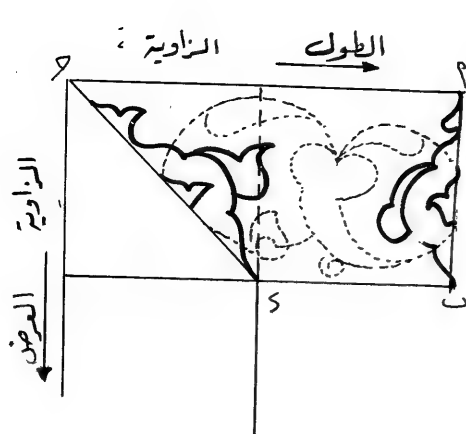 الطول
الزاوية :
د
الزاوية
العرض